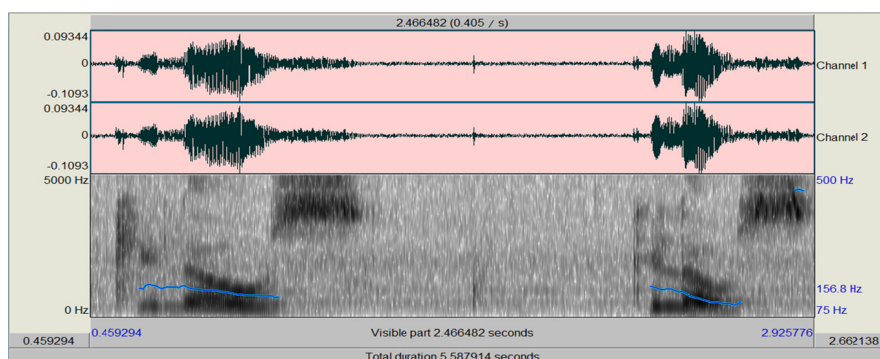 2.466482 (0.405 / s)
0.09344
0
-0.1093
Channel 1
0.09344
0
-0.1093
Channel 2
5000 Hz
500 Hz
156.8 Hz
0 Hz
75 Hz
0.459294
0.459294
Visible part 2.466482 seconds
2.925776
2.662138
Total duration 5.587914 seconds